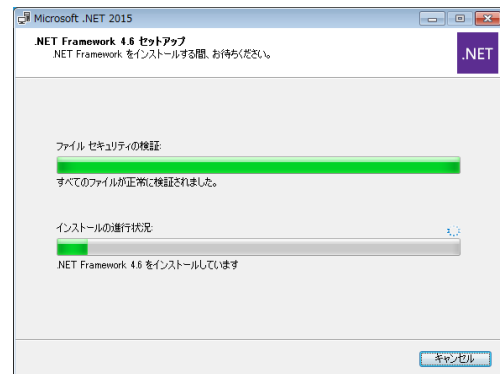 Microsoft .NET 2015
.NET Framework 4.6 セットアップ
.NET Framework をインストールする間、お待ちください。
.NET
ファイル セキュリティの検証:
すべてのファイルが正常に検証されました。
インストールの進行状況:
.NET Framework 4.6 をインストールしています
キャンセル